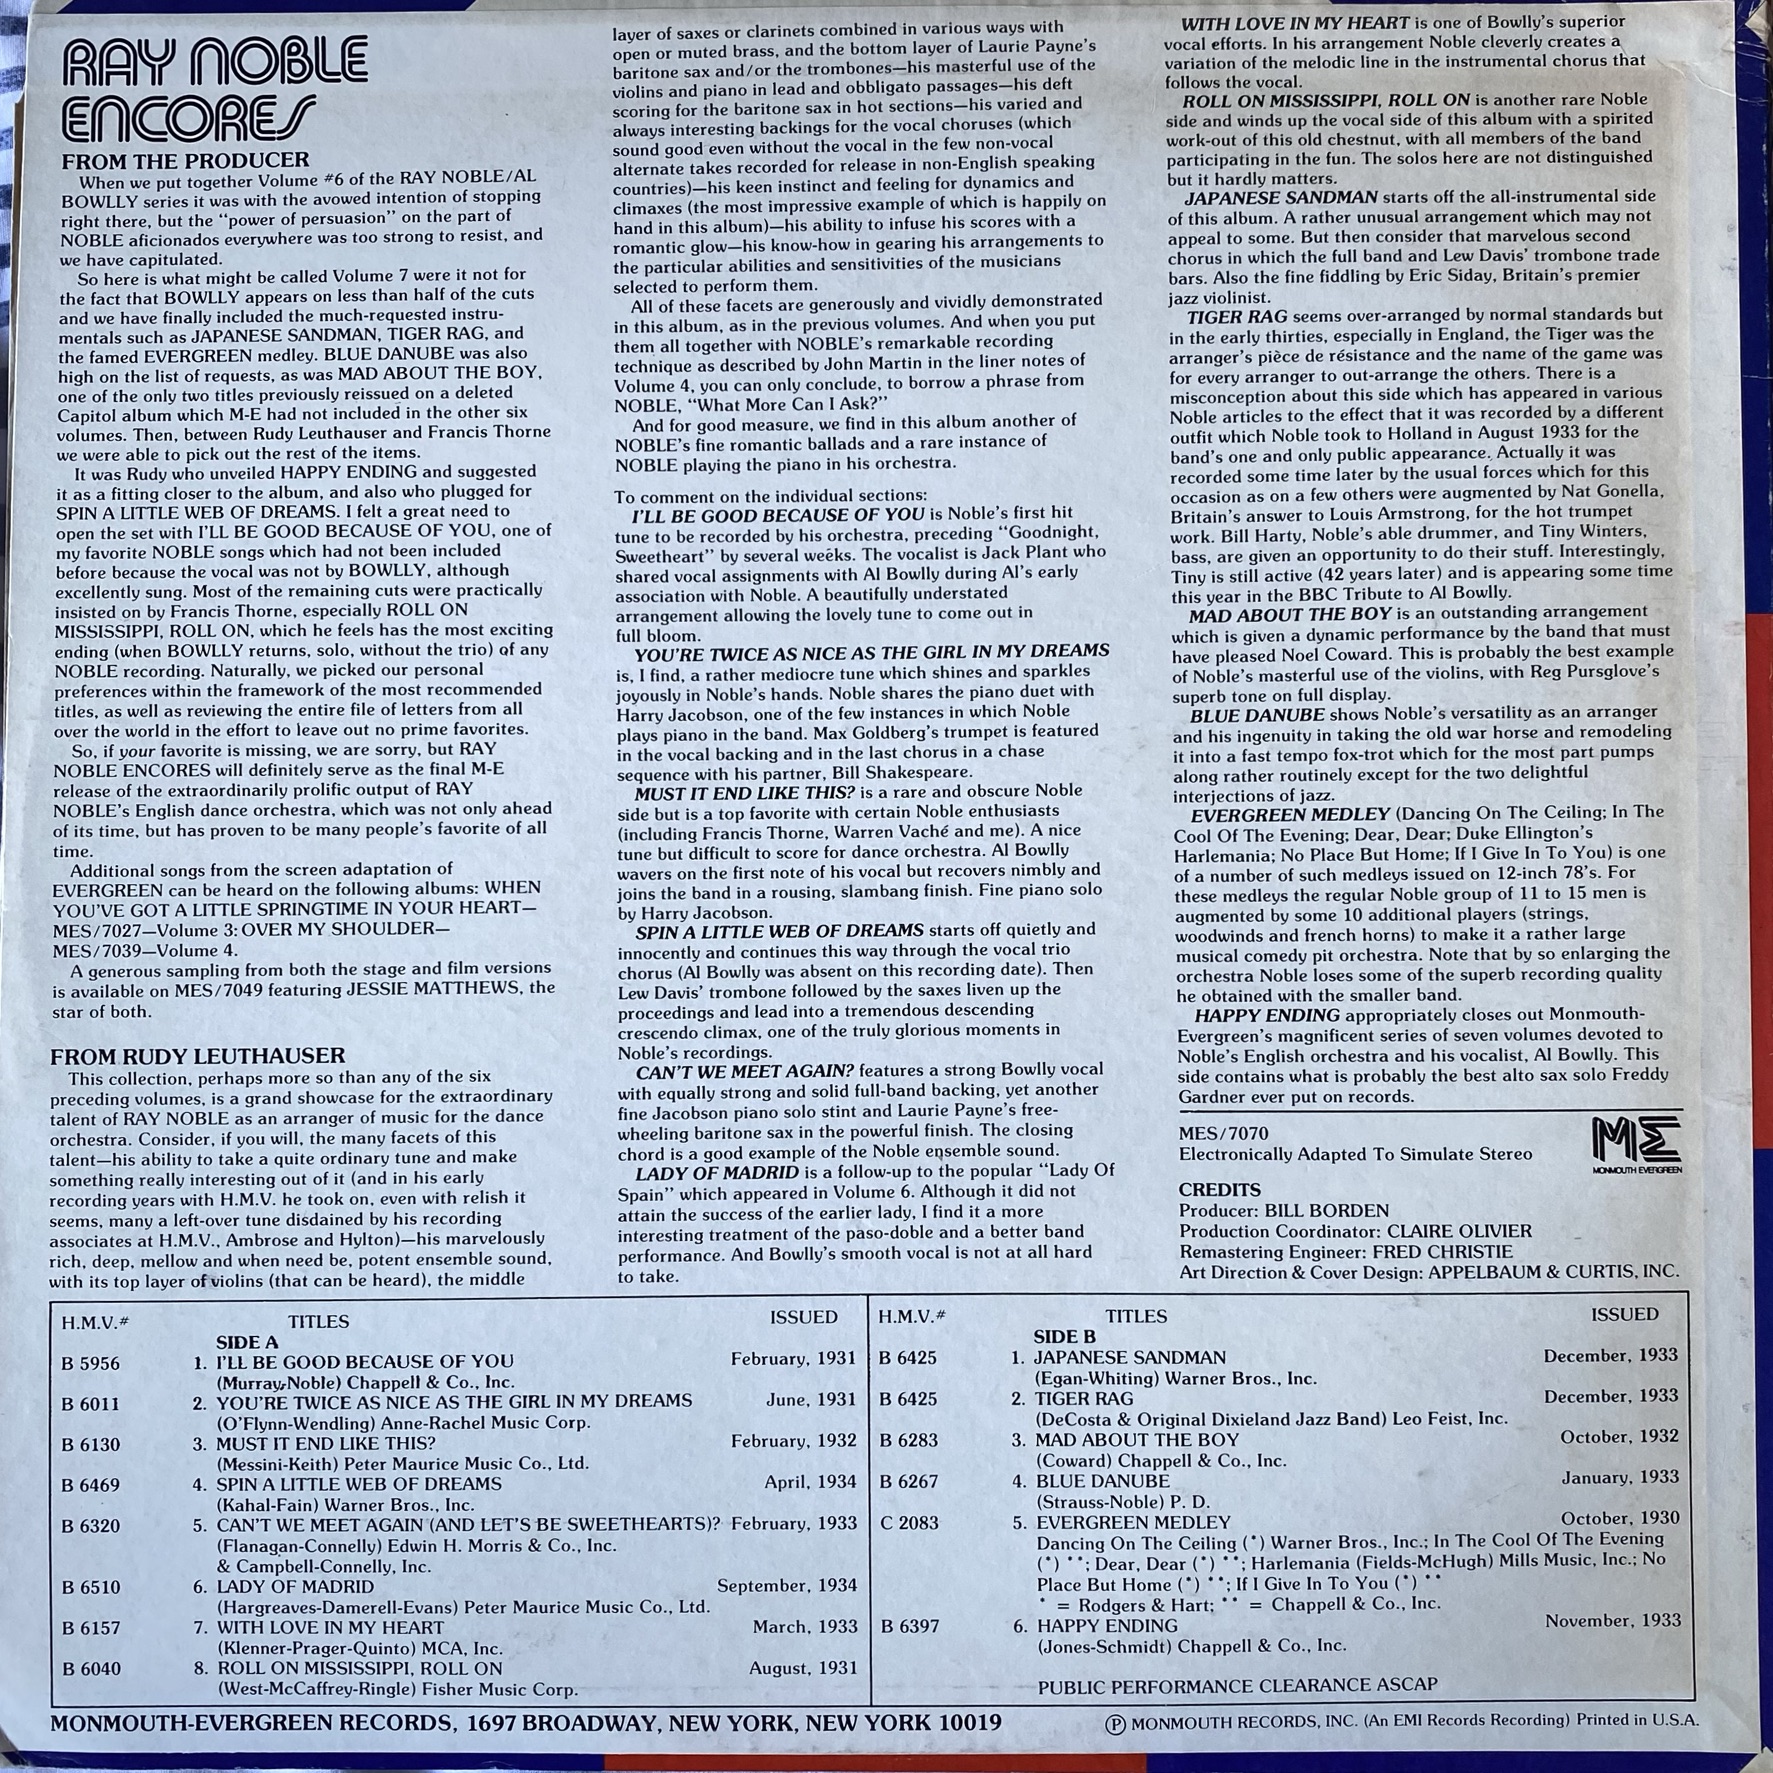 RAY NOBLE
ENCORES
FROM THE PRODUCER
When we put together Volume #6 of the RAY NOBLE/AL
BOWLLY series it was with the avowed intention of stopping
right there, but the “power of persuasion” on the part of
NOBLE aficionados everywhere was too strong to resist, and
we have capitulated.
So here is what might be called Volume 7 were it not for
the fact that BOWLLY appears on less than half of the cuts
and we have finally included the much-requested instru-
mentals such as JAPANESE SANDMAN, TIGER RAG, and
the famed EVERGREEN medley. BLUE DANUBE was also
high on the list of requests, as was MAD ABOUT THE BOY,
one of the only two titles previously reissued on a deleted
Capitol album which M-E had not included in the other six
volumes. Then, between Rudy Leuthauser and Francis Thorne
we were able to pick out the rest of the items.
It was Rudy who unveiled HAPPY ENDING and suggested
it as a fitting closer to the album, and also who plugged for
SPIN A LITTLE WEB OF DREAMS. I felt a great need to
open the set with I'LL BE GOOD BECAUSE OF YOU, one of
my favorite NOBLE songs which had not been included
before because the vocal was not by BOWLLY, although
excellently sung. Most of the remaining cuts were practically
insisted on by Francis Thorne, especially ROLL ON
MISSISSIPPI, ROLL ON, which he feels has the most exciting
ending (when BOWLLY returns, solo, without the trio) of any
NOBLE recording. Naturally, we picked our personal
preferences within the framework of the most recommended
titles, as well as reviewing the entire file of letters from all
over the world in the effort to leave out no prime favorites.
So, if your favorite is missing, we are sorry, but RAY
NOBLE ENCORES will definitely serve as the final M-E
release of the extraordinarily prolific output of RAY
NOBLE's English dance orchestra, which was not only ahead
of its time, but has proven to be many people's favorite of all
time.
Additional songs from the screen adaptation of
EVERGREEN can be heard on the following albums: WHEN
YOU'VE GOT A LITTLE SPRINGTIME IN YOUR HEART—
MES/7027—Volume 3: OVER MY SHOULDER—
MES/7039—Volume 4.
A generous sampling from both the stage and film versions
is available on MES/7049 featuring JESSIE MATTHEWS, the
star of both.
FROM RUDY LEUTHAUSER
This collection, perhaps more so than any of the six
preceding volumes, is a grand showcase for the extraordinary
talent of RAY NOBLE as an arranger of music for the dance
orchestra. Consider, if you will, the many facets of this
talent—his ability to take a quite ordinary tune and make
something really interesting out of it (and in his early
recording years with H.M.V. he took on, even with relish it
seems, many a left-over tune disdained by his recording
associates at H.M.V., Ambrose and Hylton)—his marvelously
rich, deep, mellow and when need be, potent ensemble sound,
with its top layer of violins (that can be heard), the middle
layer of saxes or clarinets combined in various ways with
open or muted brass, and the bottom layer of Laurie Payne's
baritone sax and/or the trombones—his masterful use of the
violins and piano in lead and obbligato passages—his deft
scoring for the baritone sax in hot sections—his varied and
always interesting backings for the vocal choruses (which
sound good even without the vocal in the few non-vocal
alternate takes recorded for release in non-English speaking
countries)—his keen instinct and feeling for dynamics and
climaxes (the most impressive example of which is happily on
hand in this album)—his ability to infuse his scores with a
romantic glow—his know-how in gearing his arrangements to
the particular abilities and sensitivities of the musicians
selected to perform them.
All of these facets are generously and vividly demonstrated
in this album, as in the previous volumes. And when you put
them all together with NOBLE's remarkable recording
technique as described by John Martin in the liner notes of
Volume 4, you can only conclude, to borrow a phrase from
NOBLE, “What More Can I Ask?”
And for good measure, we find in this album another of
NOBLE's fine romantic ballads and a rare instance of
NOBLE playing the piano in his orchestra.
To comment on the individual sections:
I'LL BE GOOD BECAUSE OF YOU is Noble's first hit
tune to be recorded by his orchestra, preceding “Goodnight,
Sweetheart” by several weeks. The vocalist is Jack Plant who
shared vocal assignments with Al Bowlly during Al's early
association with Noble. A beautifully understated
arrangement allowing the lovely tune to come out in
full bloom.
YOU'RE TWICE AS NICE AS THE GIRL IN MY DREAMS
is, I find, a rather mediocre tune which shines and sparkles
joyously in Noble's hands. Noble shares the piano duet with
Harry Jacobson, one of the few instances in which Noble
plays piano in the band. Max Goldberg's trumpet is featured
in the vocal backing and in the last chorus in a chase
sequence with his partner, Bill Shakespeare.
MUST IT END LIKE THIS? is a rare and obscure Noble
side but is a top favorite with certain Noble enthusiasts
(including Francis Thorne, Warren Vaché and me). A nice
tune but difficult to score for dance orchestra. Al Bowlly
wavers on the first note of his vocal but recovers nimbly and
joins the band in a rousing, slambang finish. Fine piano solo
by Harry Jacobson.
SPIN A LITTLE WEB OF DREAMS starts off quietly and
innocently and continues this way through the vocal trio
chorus (Al Bowlly was absent on this recording date). Then
Lew Davis' trombone followed by the saxes liven up the
proceedings and lead into a tremendous descending
crescendo climax, one of the truly glorious moments in
Noble's recordings.
CAN'T WE MEET AGAIN? features a strong Bowlly vocal
with equally strong and solid full-band backing, yet another
fine Jacobson piano solo stint and Laurie Payne's free-
wheeling baritone sax in the powerful finish. The closing
chord is a good example of the Noble ensemble sound.
LADY OF MADRID is a follow-up to the popular “Lady Of
Spain” which appeared in Volume 6. Although it did not
attain the success of the earlier lady, I find it a more
interesting treatment of the paso-doble and a better band
performance. And Bowlly's smooth vocal is not at all hard
to take.
WITH LOVE IN MY HEART is one of Bowlly's superior
vocal efforts. In his arrangement Noble cleverly creates a
variation of the melodic line in the instrumental chorus that
follows the vocal.
ROLL ON MISSISSIPPI, ROLL ON is another rare Noble
side and winds up the vocal side of this album with a spirited
work-out of this old chestnut, with all members of the band
participating in the fun. The solos here are not distinguished
but it hardly matters.
JAPANESE SANDMAN starts off the all-instrumental side
of this album. A rather unusual arrangement which may not
appeal to some. But then consider that marvelous second
chorus in which the full band and Lew Davis' trombone trade
bars. Also the fine fiddling by Eric Siday, Britain's premier
jazz violinist.
TIGER RAG seems over-arranged by normal standards but
in the early thirties, especially in England, the Tiger was the
arranger's pièce de résistance and the name of the game was
for every arranger to out-arrange the others. There is a
misconception about this side which has appeared in various
Noble articles to the effect that it was recorded by a different
outfit which Noble took to Holland in August 1933 for the
band's one and only public appearance. Actually it was
recorded some time later by the usual forces which for this
occasion as on a few others were augmented by Nat Gonella,
Britain's answer to Louis Armstrong, for the hot trumpet
work. Bill Harty, Noble's able drummer, and Tiny Winters,
bass, are given an opportunity to do their stuff. Interestingly,
Tiny is still active (42 years later) and is appearing some time
this year in the BBC Tribute to Al Bowlly.
MAD ABOUT THE BOY is an outstanding arrangement
which is given a dynamic performance by the band that must
have pleased Noel Coward. This is probably the best example
of Noble's masterful use of the violins, with Reg Pursglove's
superb tone on full display.
BLUE DANUBE shows Noble's versatility as an arranger
and his ingenuity in taking the old war horse and remodeling
it into a fast tempo fox-trot which for the most part pumps
along rather routinely except for the two delightful
interjections of jazz.
EVERGREEN MEDLEY (Dancing On The Ceiling; In The
Cool Of The Evening; Dear, Dear; Duke Ellington's
Harlemania; No Place But Home; If I Give In To You) is one
of a number of such medleys issued on 12-inch 78's. For
these medleys the regular Noble group of 11 to 15 men is
augmented by some 10 additional players (strings,
woodwinds and french horns) to make it a rather large
musical comedy pit orchestra. Note that by so enlarging the
orchestra Noble loses some of the superb recording quality
he obtained with the smaller band.
HAPPY ENDING appropriately closes out Monmouth-
Evergreen's magnificent series of seven volumes devoted to
Noble's English orchestra and his vocalist, Al Bowlly. This
side contains what is probably the best alto sax solo Freddy
Gardner ever put on records.
MES/7070
Electronically Adapted To Simulate Stereo
ME
MONMOUTH EVERGREEN
CREDITS
Producer: BILL BORDEN
Production Coordinator: CLAIRE OLIVIER
Remastering Engineer: FRED CHRISTIE
Art Direction & Cover Design: APPELBAUM & CURTIS, INC.
H.M.V.# TITLES ISSUED
SIDE A
B 5956 1. I'LL BE GOOD BECAUSE OF YOU February, 1931
(Murray-Noble) Chappell & Co., Inc.
B 6011 2. YOU'RE TWICE AS NICE AS THE GIRL IN MY DREAMS June, 1931
(O'Flynn-Wendling) Anne-Rachel Music Corp.
B 6130 3. MUST IT END LIKE THIS? February, 1932
(Messini-Keith) Peter Maurice Music Co., Ltd.
B 6469 4. SPIN A LITTLE WEB OF DREAMS April, 1934
(Kahal-Fain) Warner Bros., Inc.
B 6320 5. CAN'T WE MEET AGAIN (AND LET'S BE SWEETHEARTS)? February, 1933
(Flanagan-Connelly) Edwin H. Morris & Co., Inc.
& Campbell-Connelly, Inc.
B 6510 6. LADY OF MADRID September, 1934
(Hargreaves-Damerell-Evans) Peter Maurice Music Co., Ltd.
B 6157 7. WITH LOVE IN MY HEART March, 1933
(Klenner-Prager-Quinto) MCA, Inc.
B 6040 8. ROLL ON MISSISSIPPI, ROLL ON August, 1931
(West-McCaffrey-Ringle) Fisher Music Corp.
H.M.V.# TITLES ISSUED
SIDE B
B 6425 1. JAPANESE SANDMAN December, 1933
(Egan-Whiting) Warner Bros., Inc.
B 6425 2. TIGER RAG December, 1933
(DeCosta & Original Dixieland Jazz Band) Leo Feist, Inc.
B 6283 3. MAD ABOUT THE BOY October, 1932
(Coward) Chappell & Co., Inc.
B 6267 4. BLUE DANUBE January, 1933
(Strauss-Noble) P. D.
C 2083 5. EVERGREEN MEDLEY October, 1930
Dancing On The Ceiling (*) Warner Bros., Inc.; In The Cool Of The Evening
(*) **; Dear, Dear (*) **; Harlemania (Fields-McHugh) Mills Music, Inc.; No
Place But Home (*) **; If I Give In To You (*) **
* = Rodgers & Hart; ** = Chappell & Co., Inc.
B 6397 6. HAPPY ENDING November, 1933
(Jones-Schmidt) Chappell & Co., Inc.
PUBLIC PERFORMANCE CLEARANCE ASCAP
MONMOUTH-EVERGREEN RECORDS, 1697 BROADWAY, NEW YORK, NEW YORK 10019
Ⓟ MONMOUTH RECORDS, INC. (An EMI Records Recording) Printed in U.S.A.